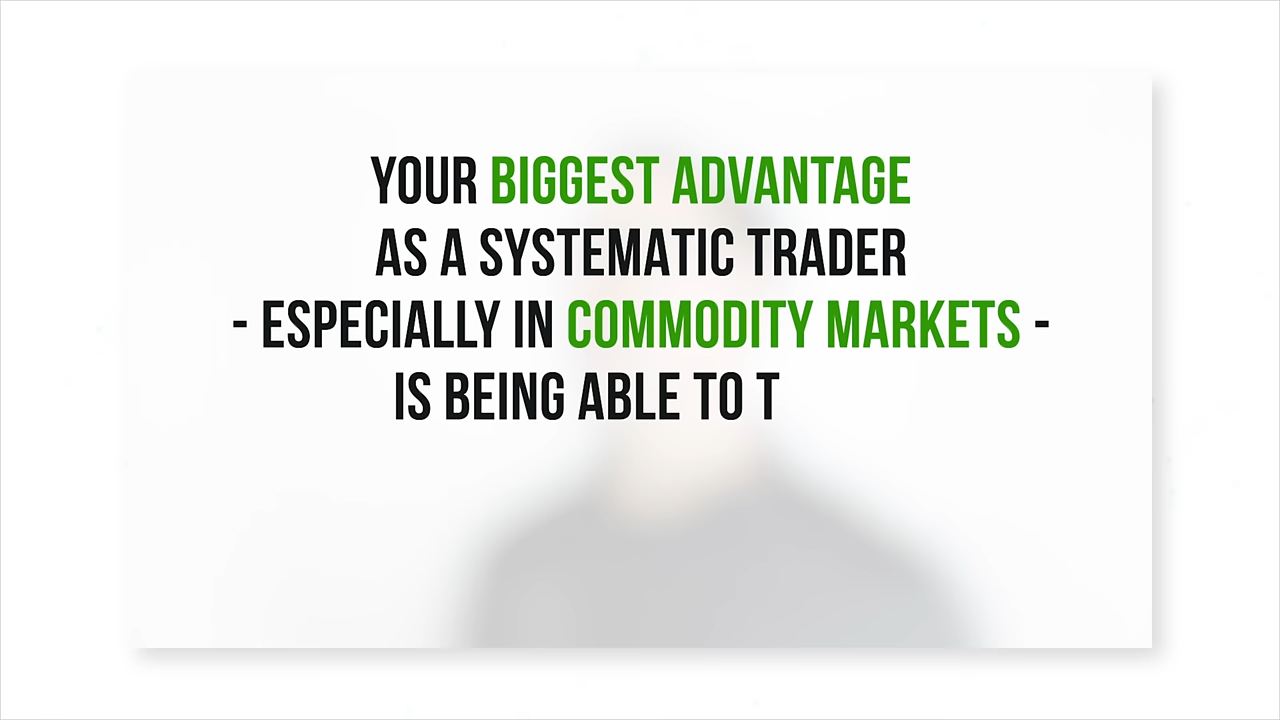 YOUR BIGGEST ADVANTAGE
AS A SYSTEMATIC TRADER
- ESPECIALLY IN COMMODITY MARKETS -
IS BEING ABLE TO T